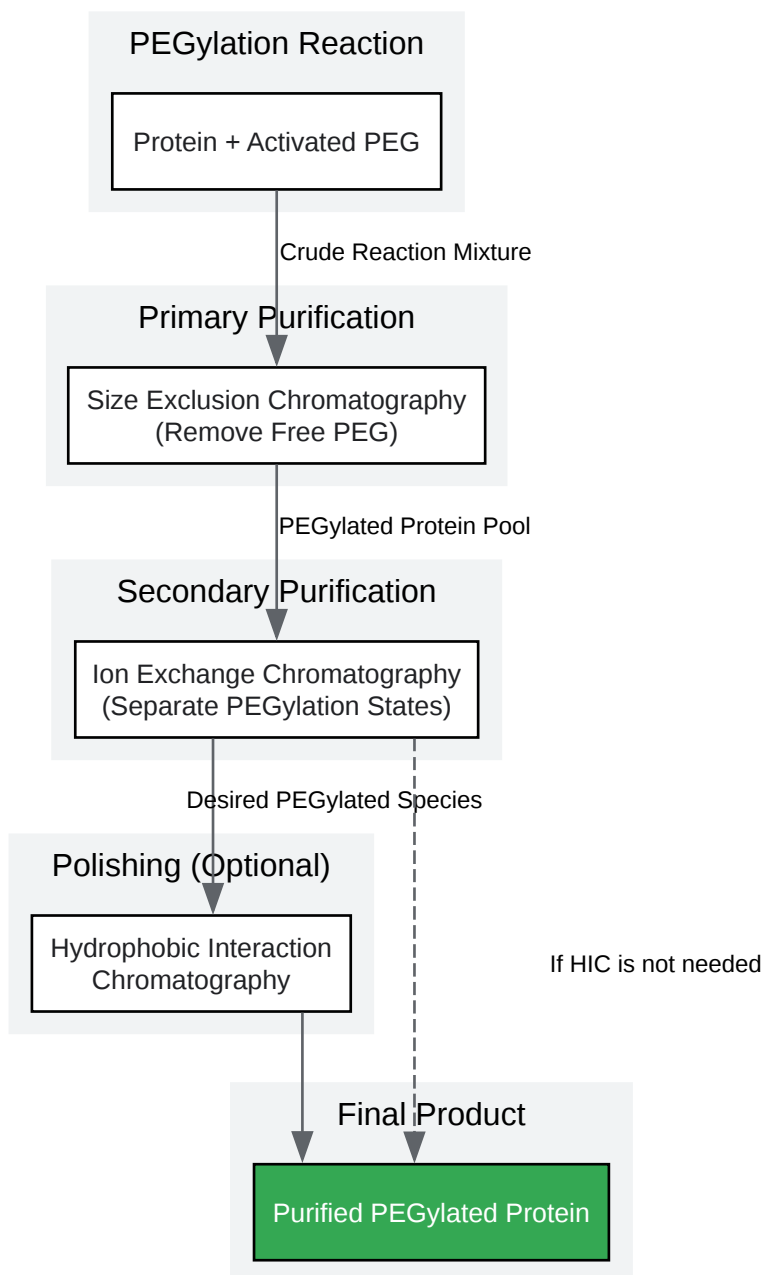 PEGylation Reaction
Protein + Activated PEG
Crude Reaction Mixture
Primary Purification
Size Exclusion Chromatography
(Remove Free PEG)
PEGylated Protein Pool
Secondary Purification
Ion Exchange Chromatography
(Separate PEGylation States)
Desired PEGylated Species
Polishing (Optional)
Hydrophobic Interaction
Chromatography
If HIC is not needed
Final Product
Purified PEGylated Protein